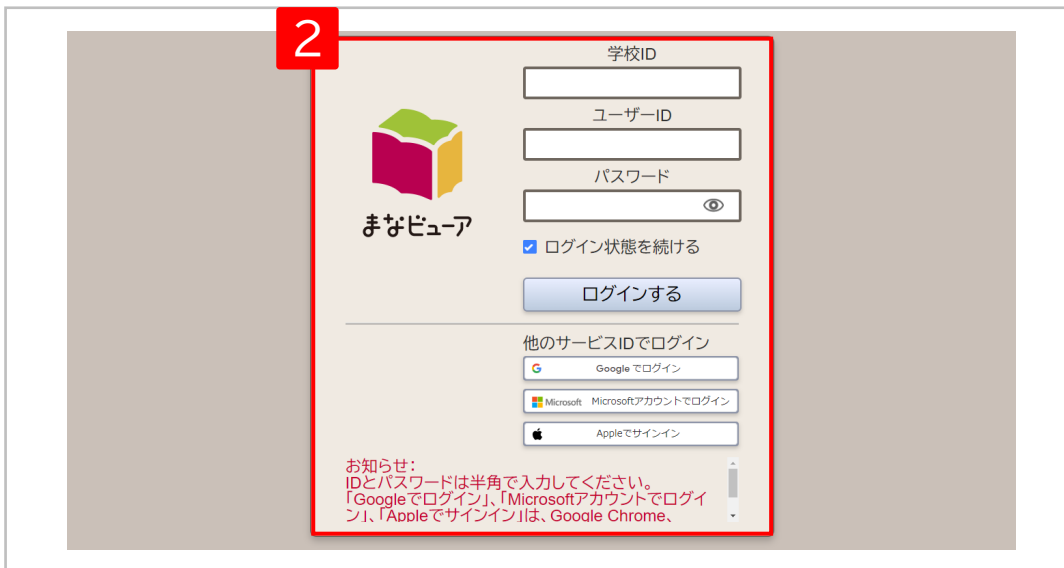 2
学校ID
ユーザーID
パスワード
まなビューア
ログイン状態を続ける
ログインする
他のサービスIDでログイン
Google でログイン
Microsoft Microsoftアカウントでログイン
Appleでサインイン
お知らせ：
IDとパスワードは半角で入力してください。
「Googleでログイン」、「Microsoftアカウントでログイ
ン」、「Appleでサインイン」は、Google Chrome、